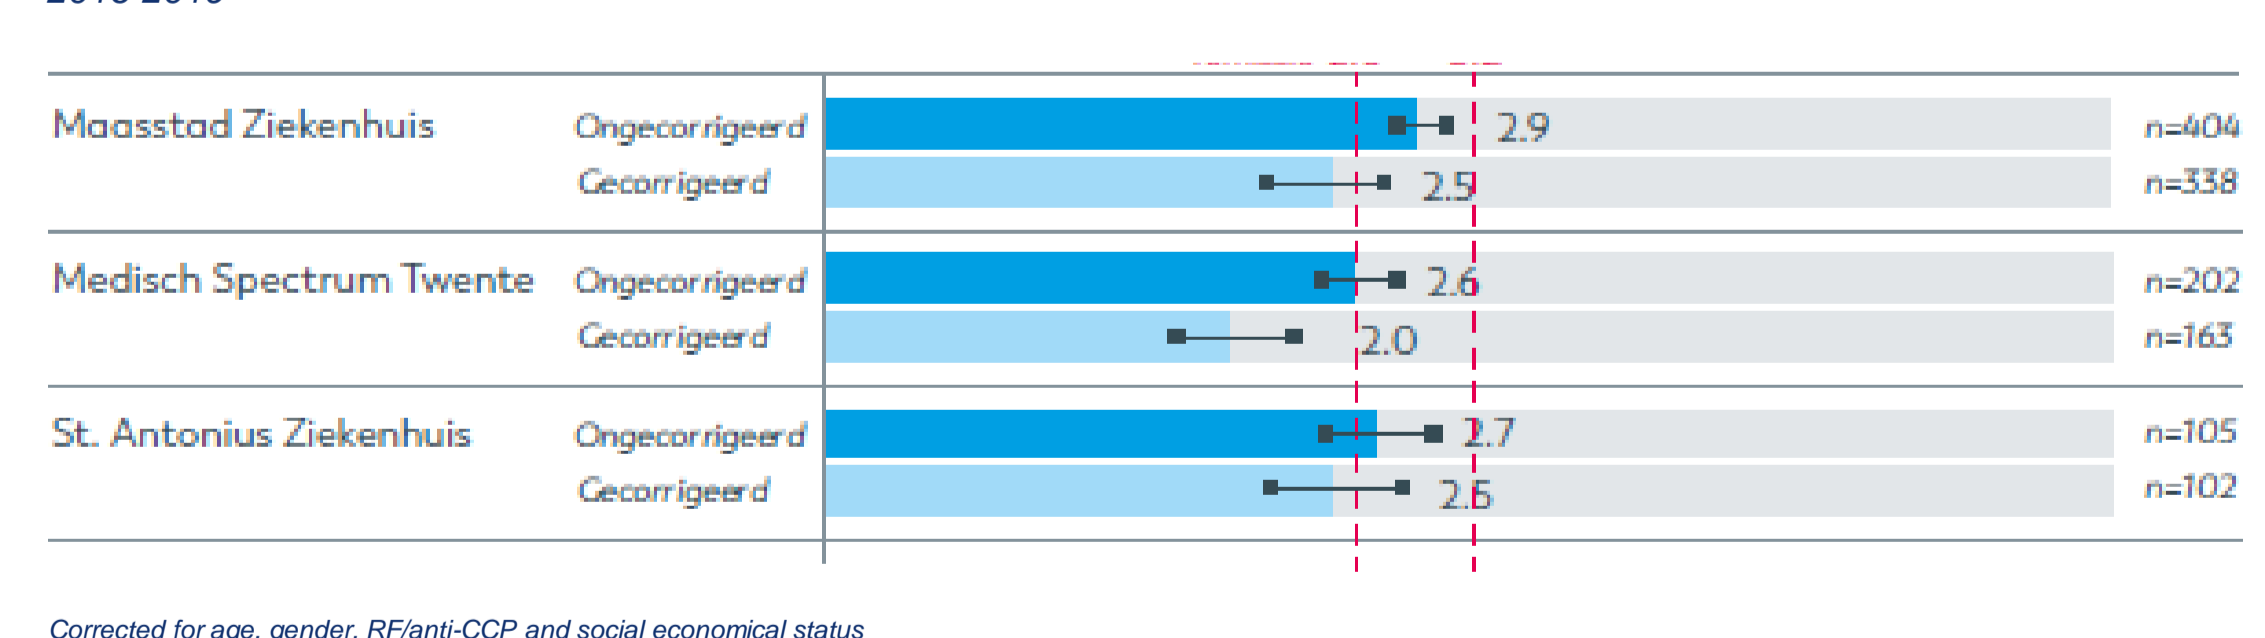 Maasstad Ziekenhuis Ongecorrigeerd 2.9 n=404
Gecorrigeerd 2.5 n=338
Medisch Spectrum Twente Ongecorrigeerd 2.6 n=202
Gecorrigeerd 2.0 n=163
St. Antonius Ziekenhuis Ongecorrigeerd 2.7 n=105
Gecorrigeerd 2.5 n=102
Corrected for age, gender, RF/anti-CCP and social economical status